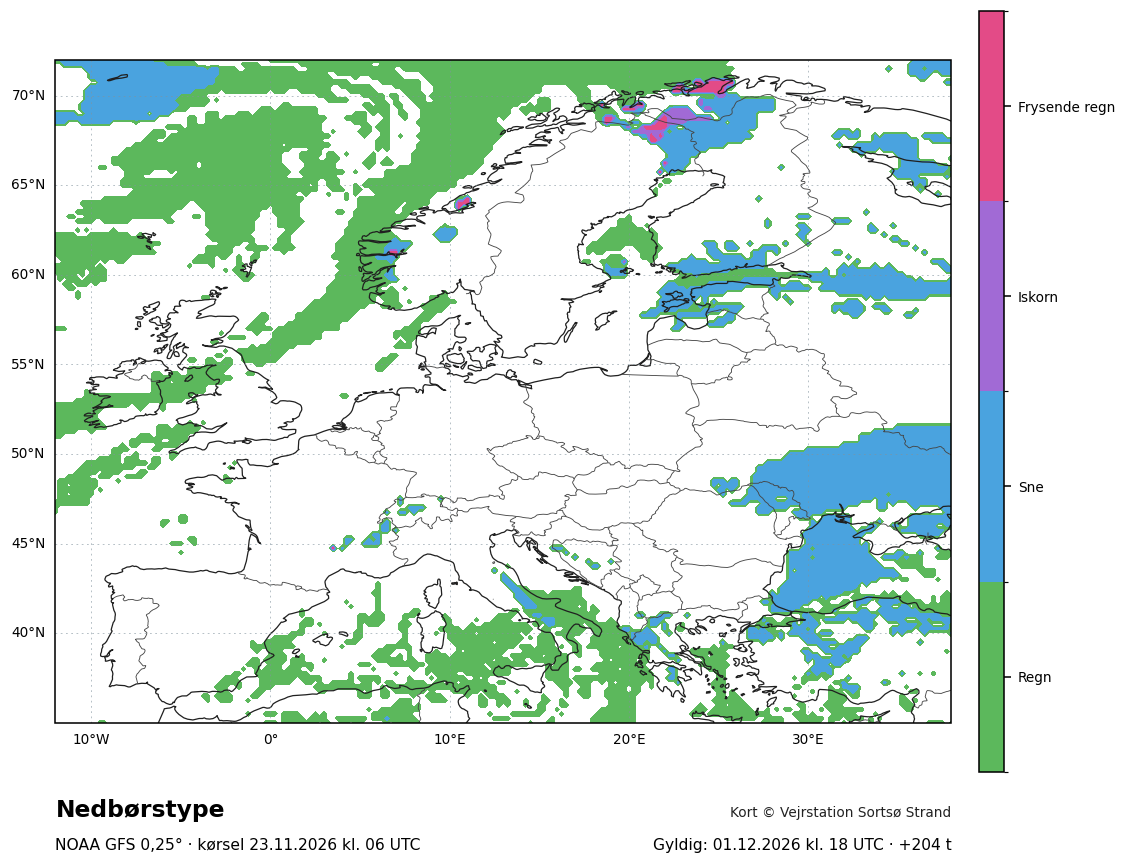 70°N
65°N
60°N
55°N
50°N
45°N
40°N
10°W
0°
10°E
20°E
30°E
Frysende regn
Iskorn
Sne
Regn
Nedbørstype
Kort © Vejrstation Sortsø Strand
NOAA GFS 0,25° · kørsel 23.11.2026 kl. 06 UTC
Gyldig: 01.12.2026 kl. 18 UTC · +204 t